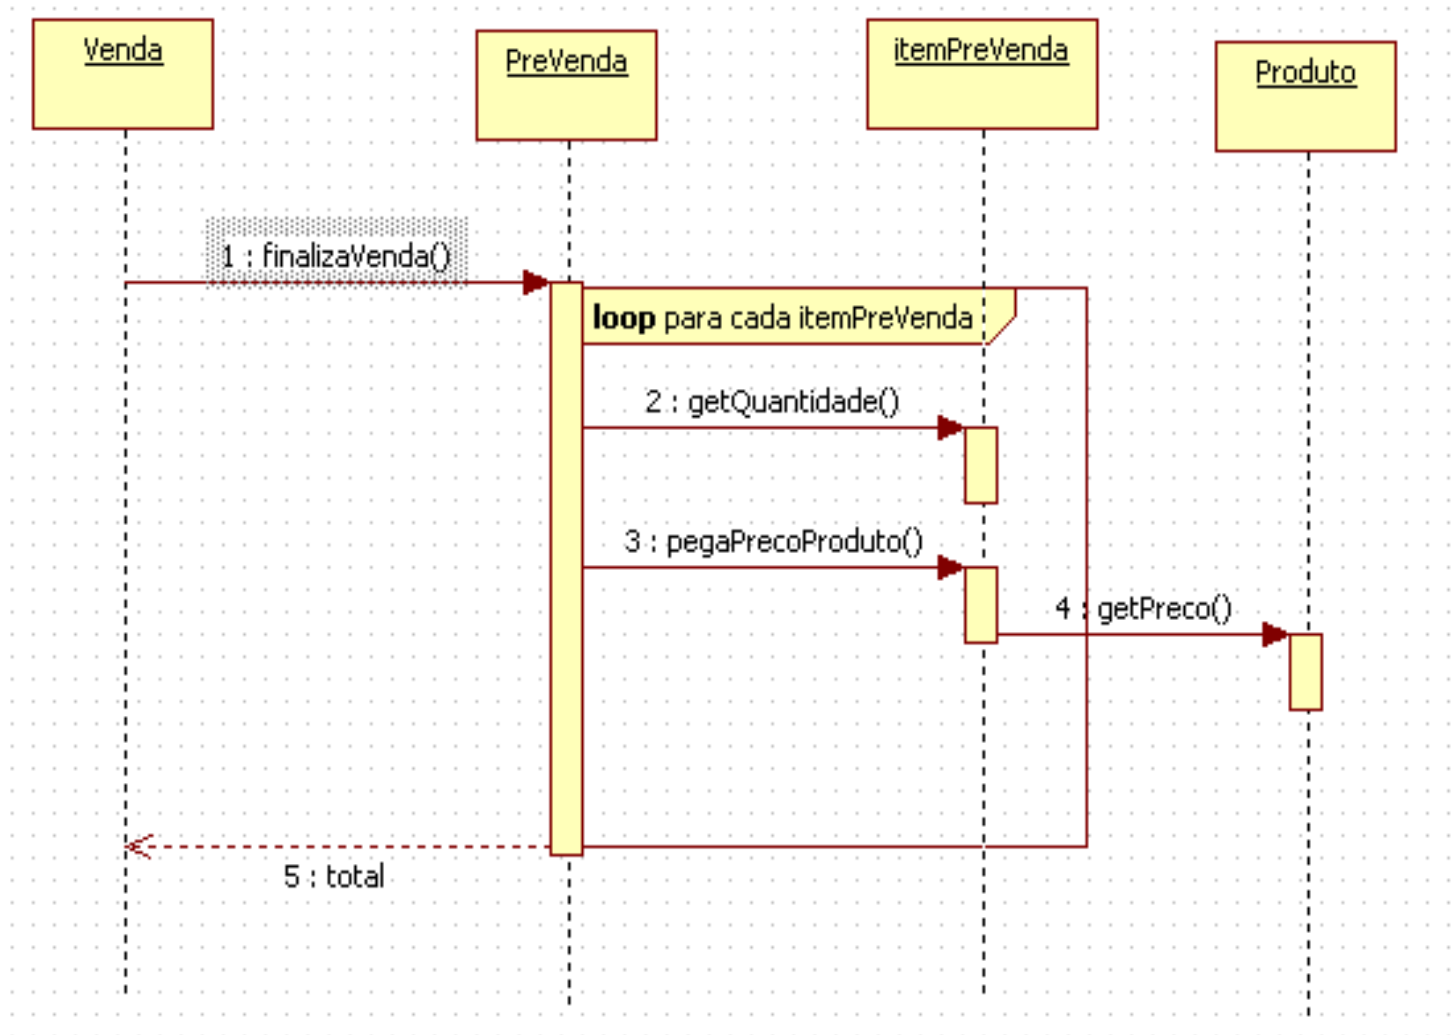 Venda
PreVenda
itemPreVenda
Produto
1 : finalizaVenda()
loop para cada itemPreVenda
2 : getQuantidade()
3 : pegaPrecoProduto()
4 : getPreco()
5 : total